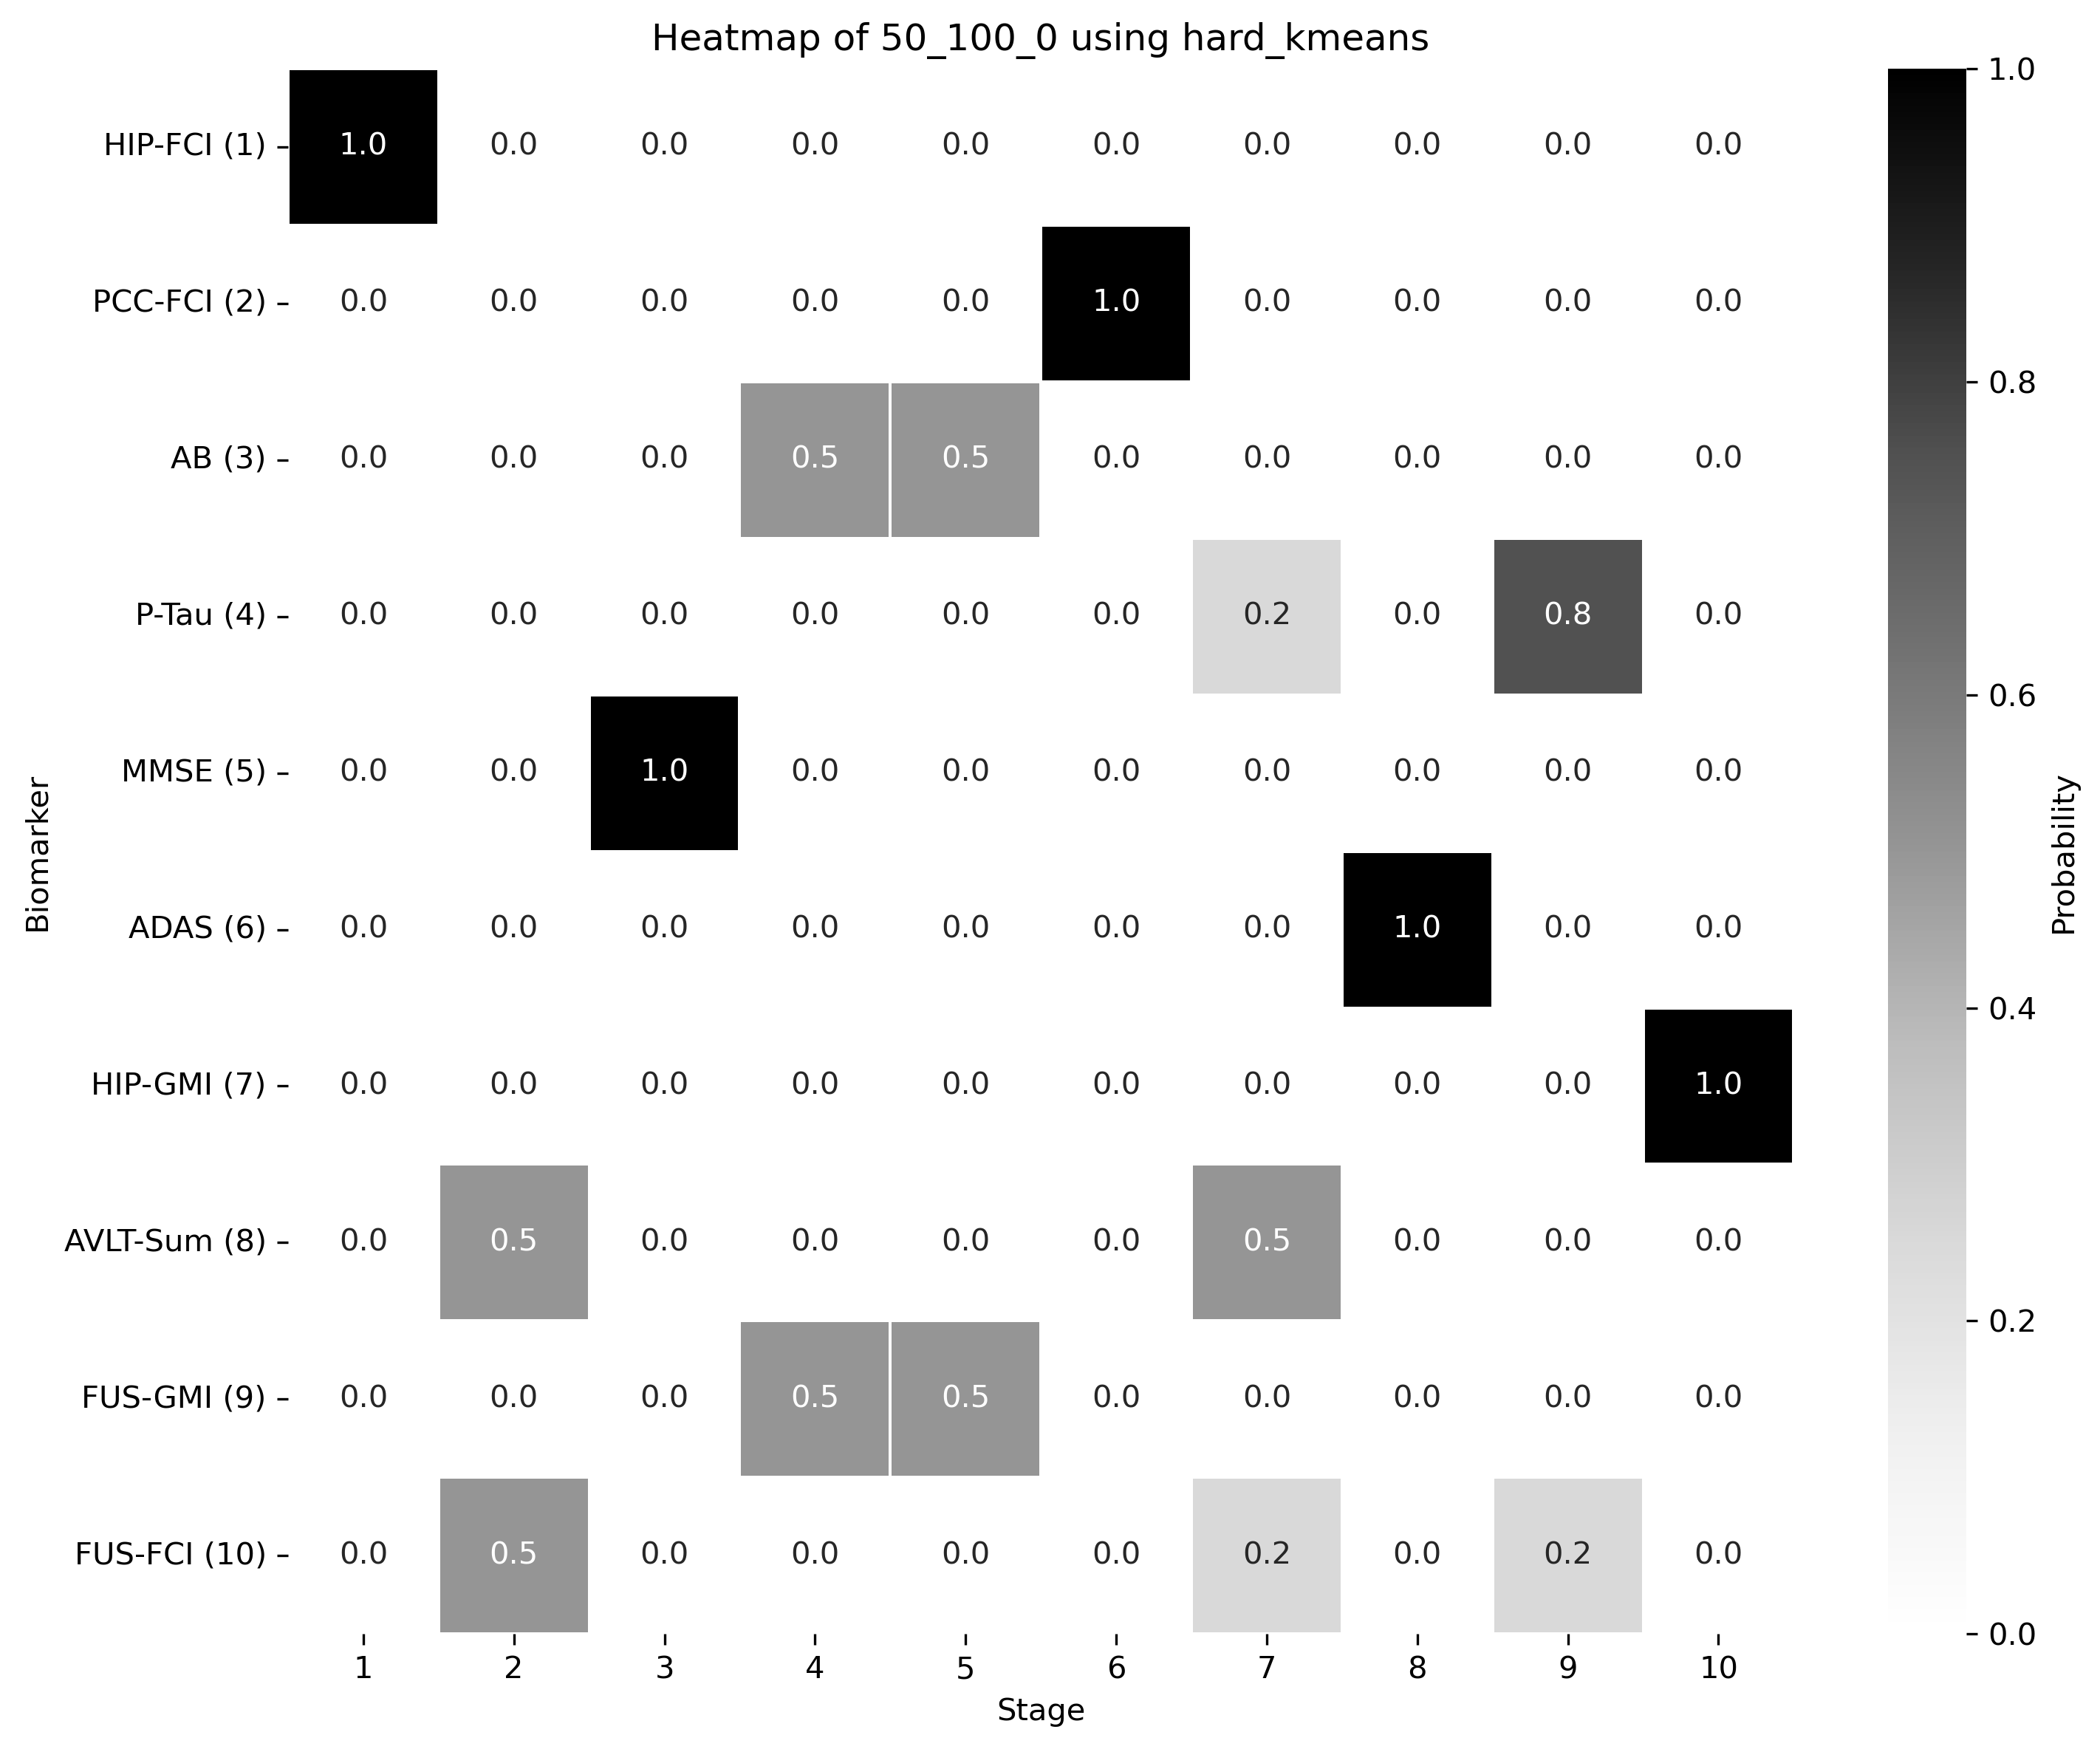 Heatmap of 50_100_0 using hard_kmeans
HIP-FCI (1) 1.0 0.0 0.0 0.0 0.0 0.0 0.0 0.0 0.0 0.0
PCC-FCI (2) 0.0 0.0 0.0 0.0 0.0 1.0 0.0 0.0 0.0 0.0
AB (3) 0.0 0.0 0.0 0.5 0.5 0.0 0.0 0.0 0.0 0.0
P-Tau (4) 0.0 0.0 0.0 0.0 0.0 0.0 0.2 0.0 0.8 0.0
MMSE (5) 0.0 0.0 1.0 0.0 0.0 0.0 0.0 0.0 0.0 0.0
ADAS (6) 0.0 0.0 0.0 0.0 0.0 0.0 0.0 1.0 0.0 0.0
HIP-GMI (7) 0.0 0.0 0.0 0.0 0.0 0.0 0.0 0.0 0.0 1.0
AVLT-Sum (8) 0.0 0.5 0.0 0.0 0.0 0.0 0.5 0.0 0.0 0.0
FUS-GMI (9) 0.0 0.0 0.0 0.5 0.5 0.0 0.0 0.0 0.0 0.0
FUS-FCI (10) 0.0 0.5 0.0 0.0 0.0 0.0 0.2 0.0 0.2 0.0
1 2 3 4 5 6 7 8 9 10
Stage
Biomarker
1.0
0.8
0.6
0.4
0.2
0.0
Probability